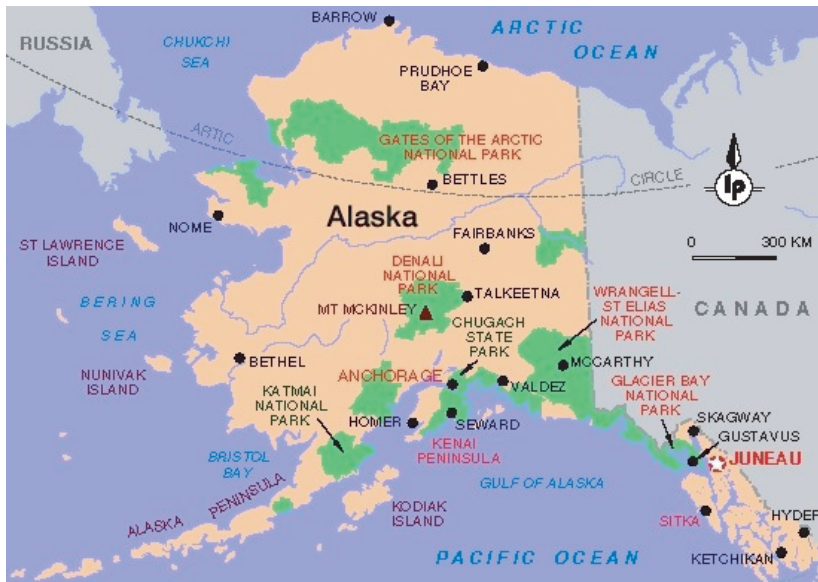 BARROW
ARCTIC
OCEAN
RUSSIA
CHUKCHI
SEA
PRUDHOE
BAY
ARTIC
GATES OF THE ARCTIC
NATIONAL PARK
BETTLES
CIRCLE
lp
NOME
Alaska
FAIRBANKS
0 300 KM
ST LAWRENCE
ISLAND
DENALI
NATIONAL
PARK
TALKEETNA
WRANGELL-
ST ELIAS
NATIONAL
PARK
CANADA
BERING
SEA
MT MCKINLEY
CHUGACH
STATE
PARK
NUNIVAK
ISLAND
BETHEL
ANCHORAGE
MCCARTHY
VALDEZ
KATMAI
NATIONAL
PARK
GLACIER BAY
NATIONAL
PARK
HOMER
SEWARD
SKAGWAY
GUSTAVUS
KENAI
PENINSULA
JUNEAU
BRISTOL
BAY
GULF OF ALASKA
ALASKA PENINSULA
KODIAK
ISLAND
SITKA
HYDER
PACIFIC OCEAN
KETCHIKAN